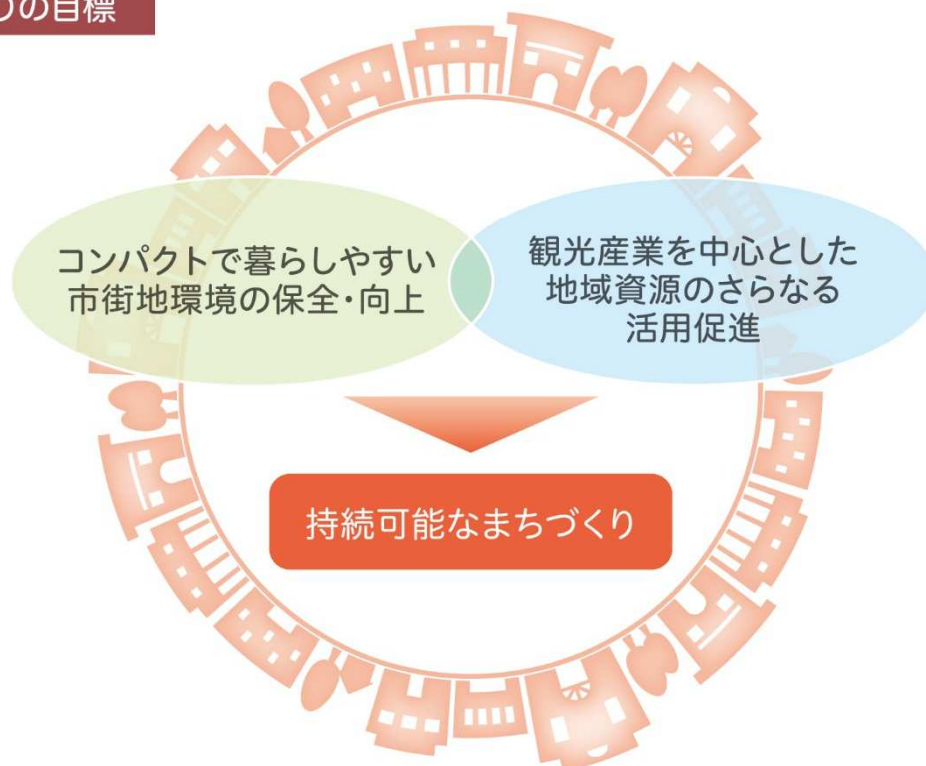 の目標
コンパクトで暮らしやすい
市街地環境の保全・向上
観光産業を中心とした
地域資源のさらなる
活用促進
持続可能なまちづくり